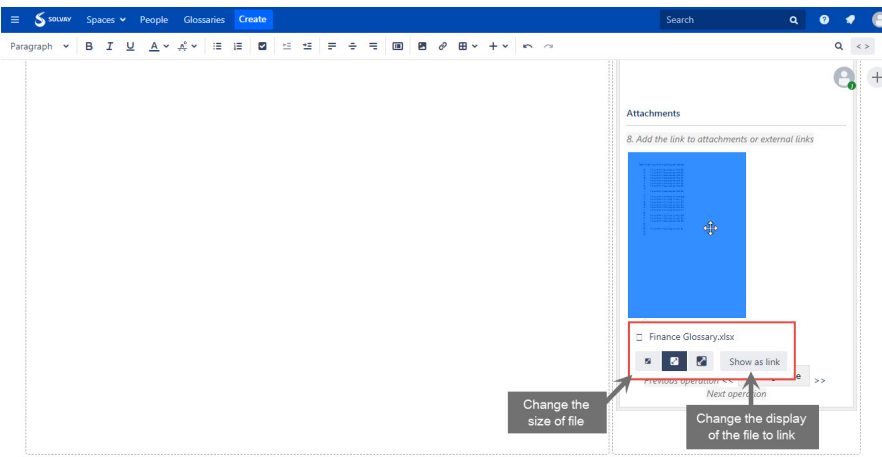 SOLVAY Spaces People Glossaries Create Search
Paragraph B I U A
Attachments
8. Add the link to attachments or external links
Finance Glossary.xlsx
Show as link
Previous operation << >>
Next operation
Change the
size of file
Change the display
of the file to link